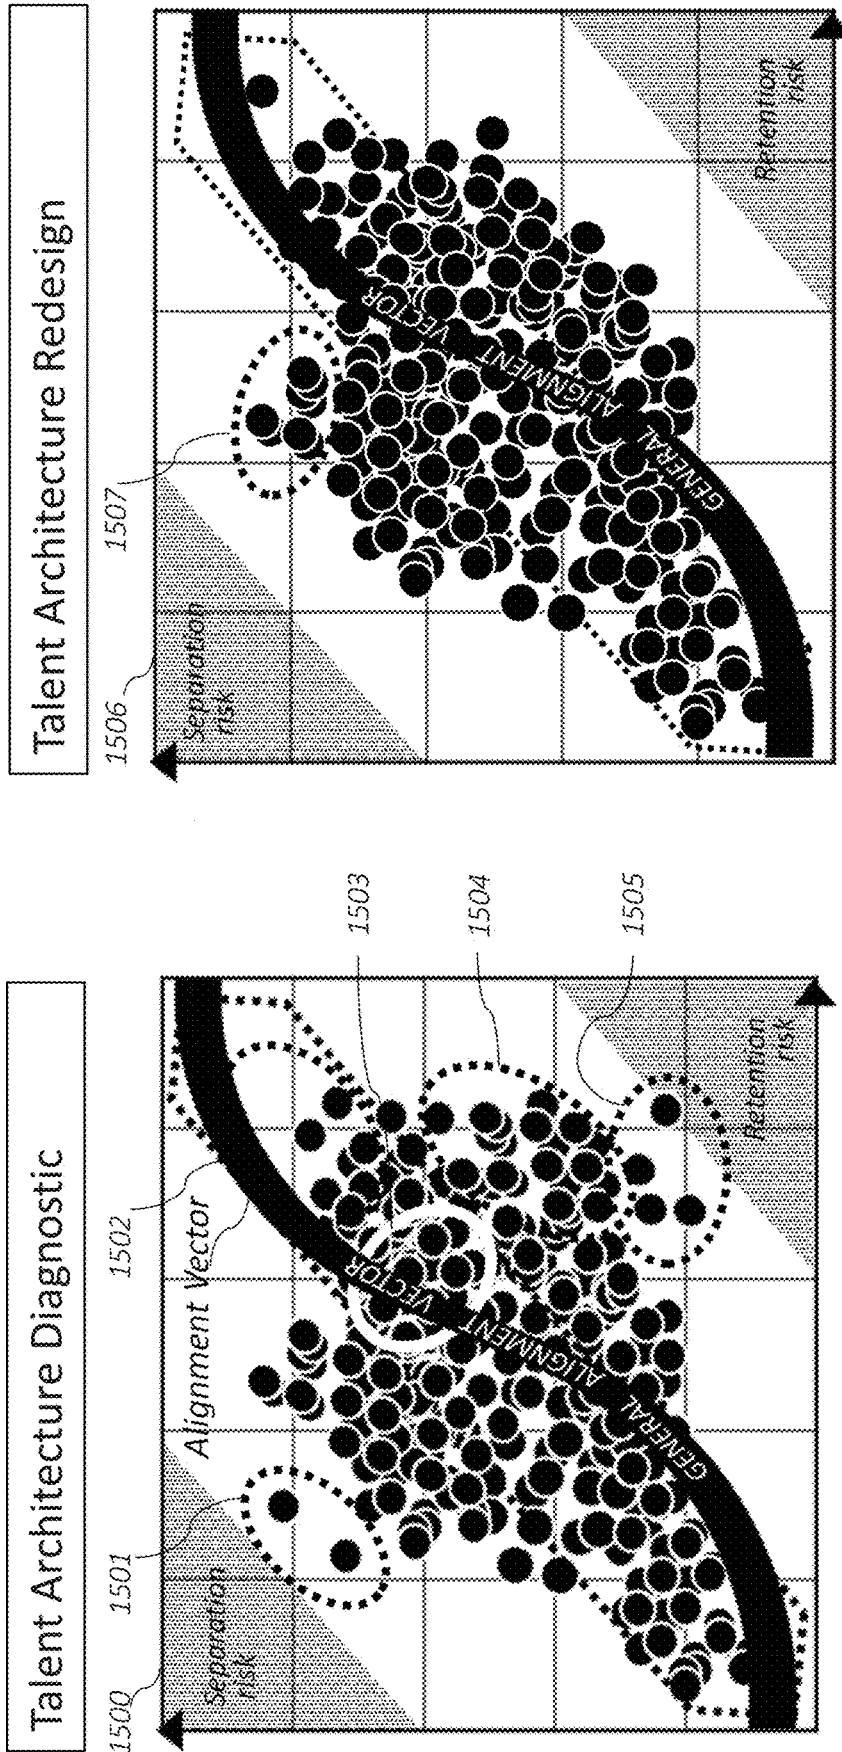 Talent Architecture Diagnostic
1500
1501
1502
Separation
risk
Alignment Vector
GENERAL ALIGNMENT VECTOR
Retention
risk
1503
1504
1505
Talent Architecture Redesign
1506
1507
Separation
risk
GENERAL ALIGNMENT VECTOR
Retention
risk